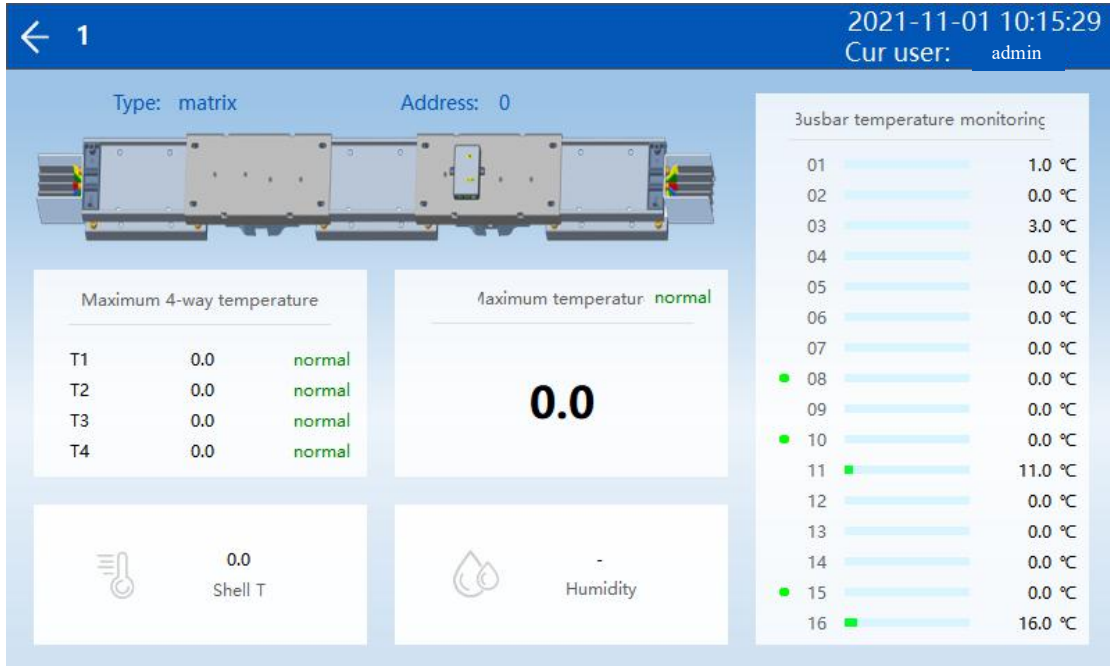 1
2021-11-01 10:15:29
Cur user: admin
Type: matrix
Address: 0
Maximum 4-way temperature
T1 0.0 normal
T2 0.0 normal
T3 0.0 normal
T4 0.0 normal
Maximum temperatur normal
0.0
0.0
Shell T
-
Humidity
Busbar temperature monitoring
01 1.0 ℃
02 0.0 ℃
03 3.0 ℃
04 0.0 ℃
05 0.0 ℃
06 0.0 ℃
07 0.0 ℃
08 0.0 ℃
09 0.0 ℃
10 0.0 ℃
11 11.0 ℃
12 0.0 ℃
13 0.0 ℃
14 0.0 ℃
15 0.0 ℃
16 16.0 ℃